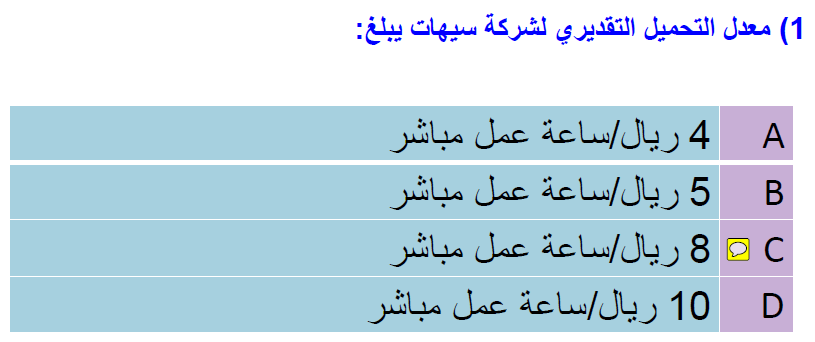 1) معدل التحميل التقديري لشركة سيهات يبلغ:
A 4 ريال/ساعة عمل مباشر
B 5 ريال/ساعة عمل مباشر
C 8 ريال/ساعة عمل مباشر
D 10 ريال/ساعة عمل مباشر